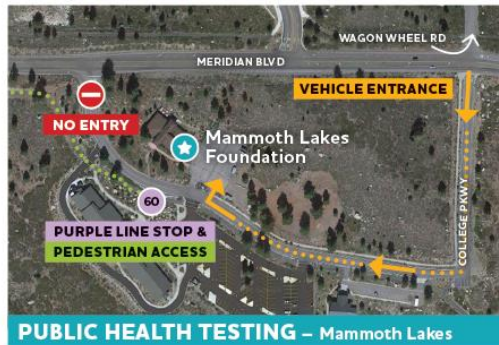 WAGON WHEEL RD
MERIDIAN BLVD
VEHICLE ENTRANCE
NO ENTRY
Mammoth Lakes
Foundation
60
PURPLE LINE STOP &
PEDESTRIAN ACCESS
COLLEGE PKWY
PUBLIC HEALTH TESTING – Mammoth Lakes